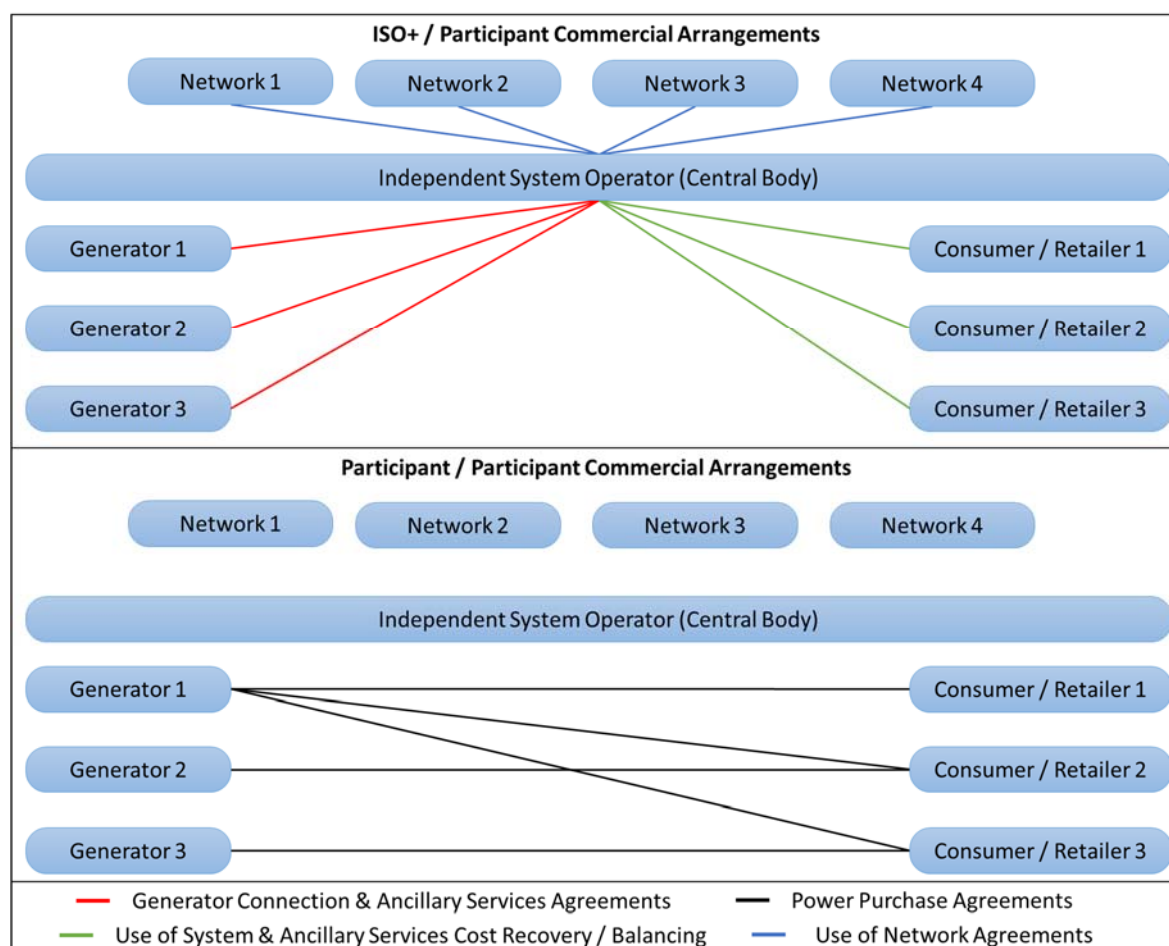 ISO+ / Participant Commercial Arrangements
Network 1
Network 2
Network 3
Network 4
Independent System Operator (Central Body)
Generator 1
Consumer / Retailer 1
Generator 2
Consumer / Retailer 2
Generator 3
Consumer / Retailer 3
Participant / Participant Commercial Arrangements
Network 1
Network 2
Network 3
Network 4
Independent System Operator (Central Body)
Generator 1
Consumer / Retailer 1
Generator 2
Consumer / Retailer 2
Generator 3
Consumer / Retailer 3
Generator Connection & Ancillary Services Agreements
Power Purchase Agreements
Use of System & Ancillary Services Cost Recovery / Balancing
Use of Network Agreements